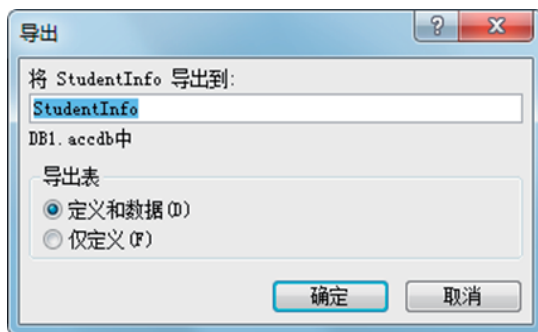 导出
将 StudentInfo 导出到:
StudentInfo
DB1.accdb中
导出表
定义和数据(D)
仅定义(F)
确定
取消